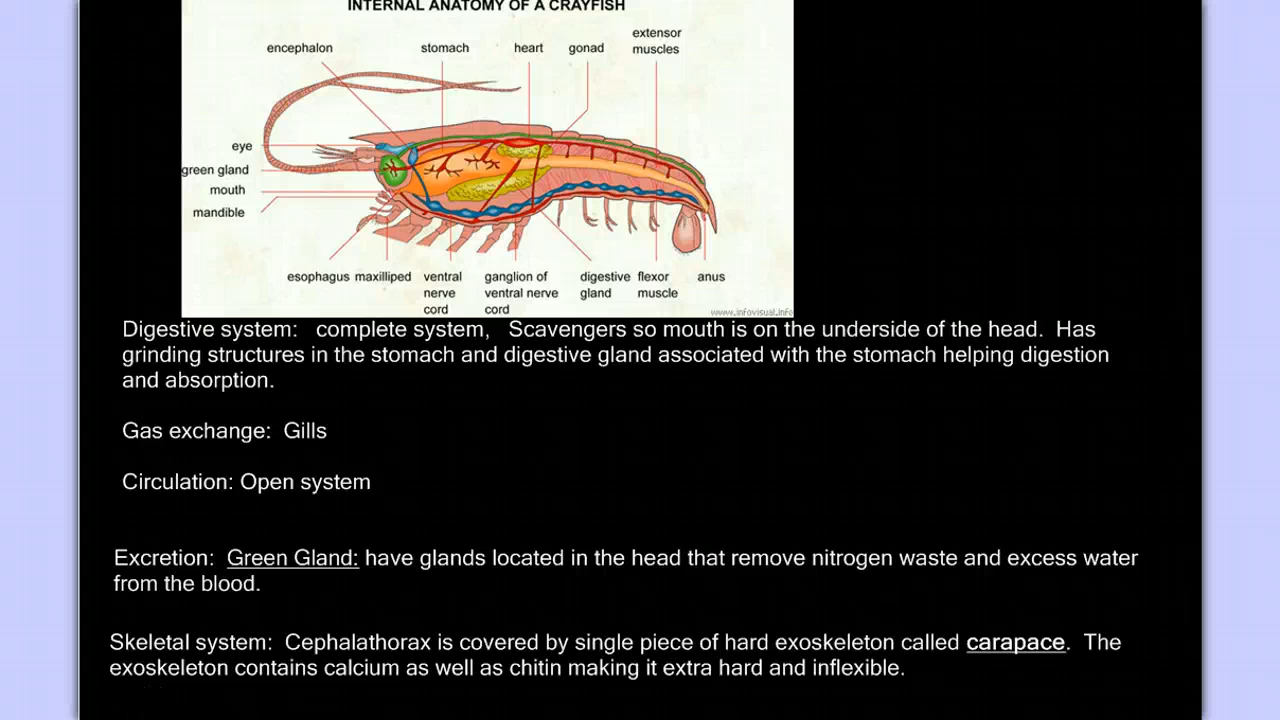 INTERNAL ANATOMY OF A CRAYFISH
extensor
encephalon stomach heart gonad muscles
eye
green gland
mouth
mandible
esophagus maxilliped ventral ganglion of digestive flexor anus
nerve ventral nerve gland muscle
cord cord
www.infovisual.info
Digestive system: complete system, Scavengers so mouth is on the underside of the head. Has
grinding structures in the stomach and digestive gland associated with the stomach helping digestion
and absorption.
Gas exchange: Gills
Circulation: Open system
Excretion: Green Gland: have glands located in the head that remove nitrogen waste and excess water
from the blood.
Skeletal system: Cephalathorax is covered by single piece of hard exoskeleton called carapace. The
exoskeleton contains calcium as well as chitin making it extra hard and inflexible.